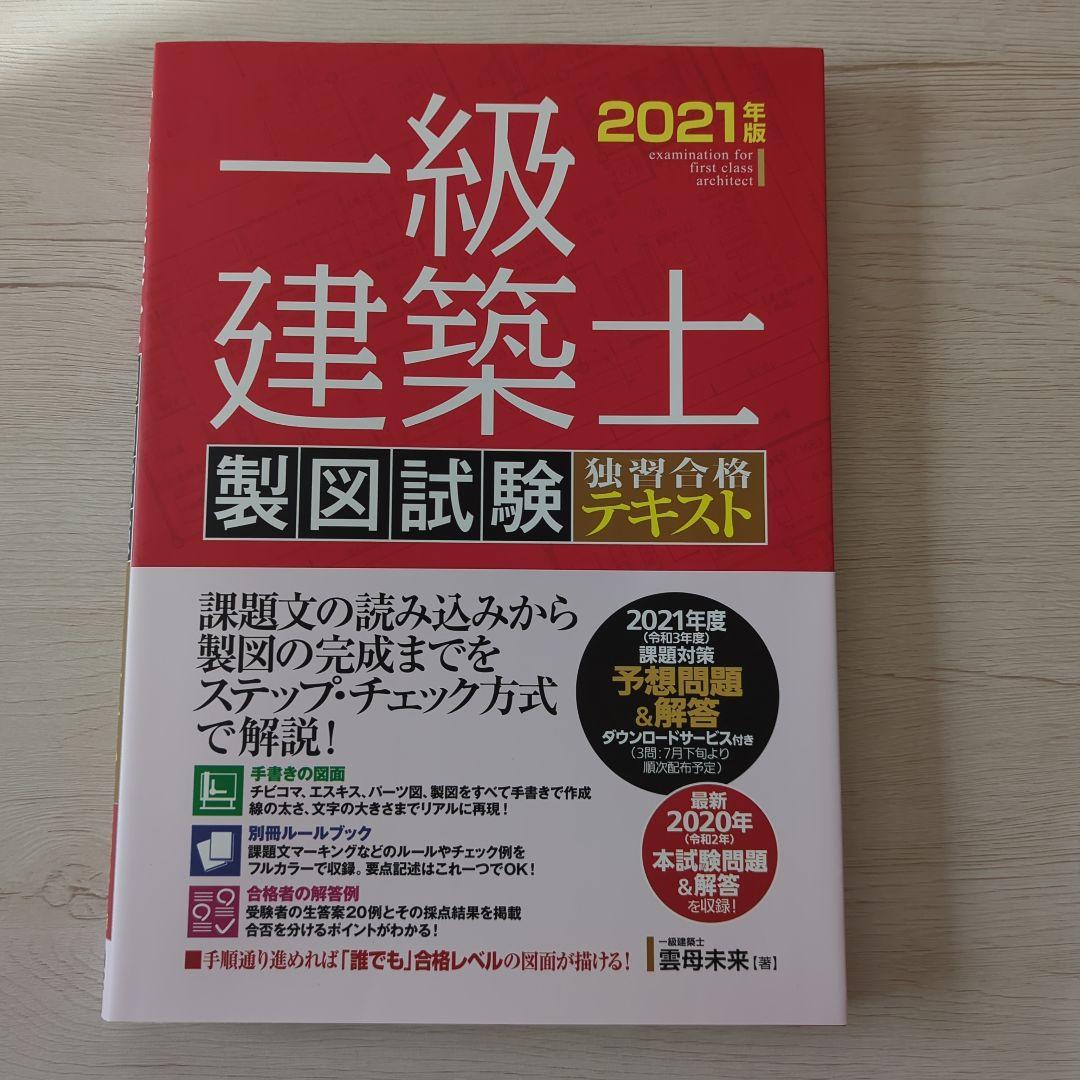 2021年版
examination for
first class
architect
一級
建築士
製図試験
独習合格
テキスト
課題文の読み込みから
製図の完成までを
ステップ・チェック方式
で解説！
2021年度
（令和3年度）
課題対策
予想問題
&解答
ダウンロードサービス付き
（3問：7月下旬より
順次配布予定）
手書きの図面
チビコマ、エスキス、パーツ図、製図をすべて手書きで作成
線の太さ、文字の大きさまでリアルに再現！
別冊ルールブック
課題文マーキングなどのルールやチェック例を
フルカラーで収録。要点記述はこれ一つでOK！
合格者の解答例
受験者の生答案20例とその採点結果を掲載
合否を分けるポイントがわかる！
最新
2020年
（令和2年）
本試験問題
&解答
を収録！
■手順通り進めれば「誰でも」合格レベルの図面が描ける！
一級建築士
雲母未来【著】